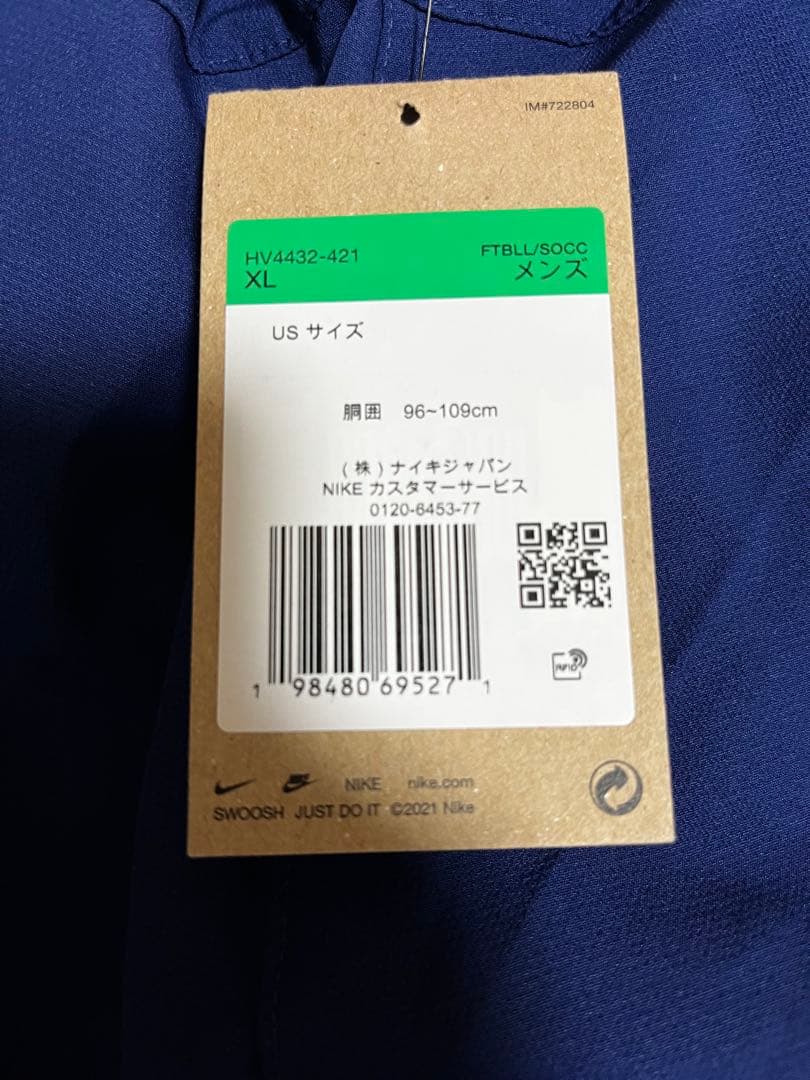 IM#722804
HV4432-421
FTBLL/SOCC
XL
メンズ
US サイズ
胴囲 96~109cm
(株)ナイキジャパン
NIKE カスタマーサービス
0120-6453-77
1 98480 69527 1
RFID
NIKE nike.com
SWOOSH JUST DO IT ©2021 Nike